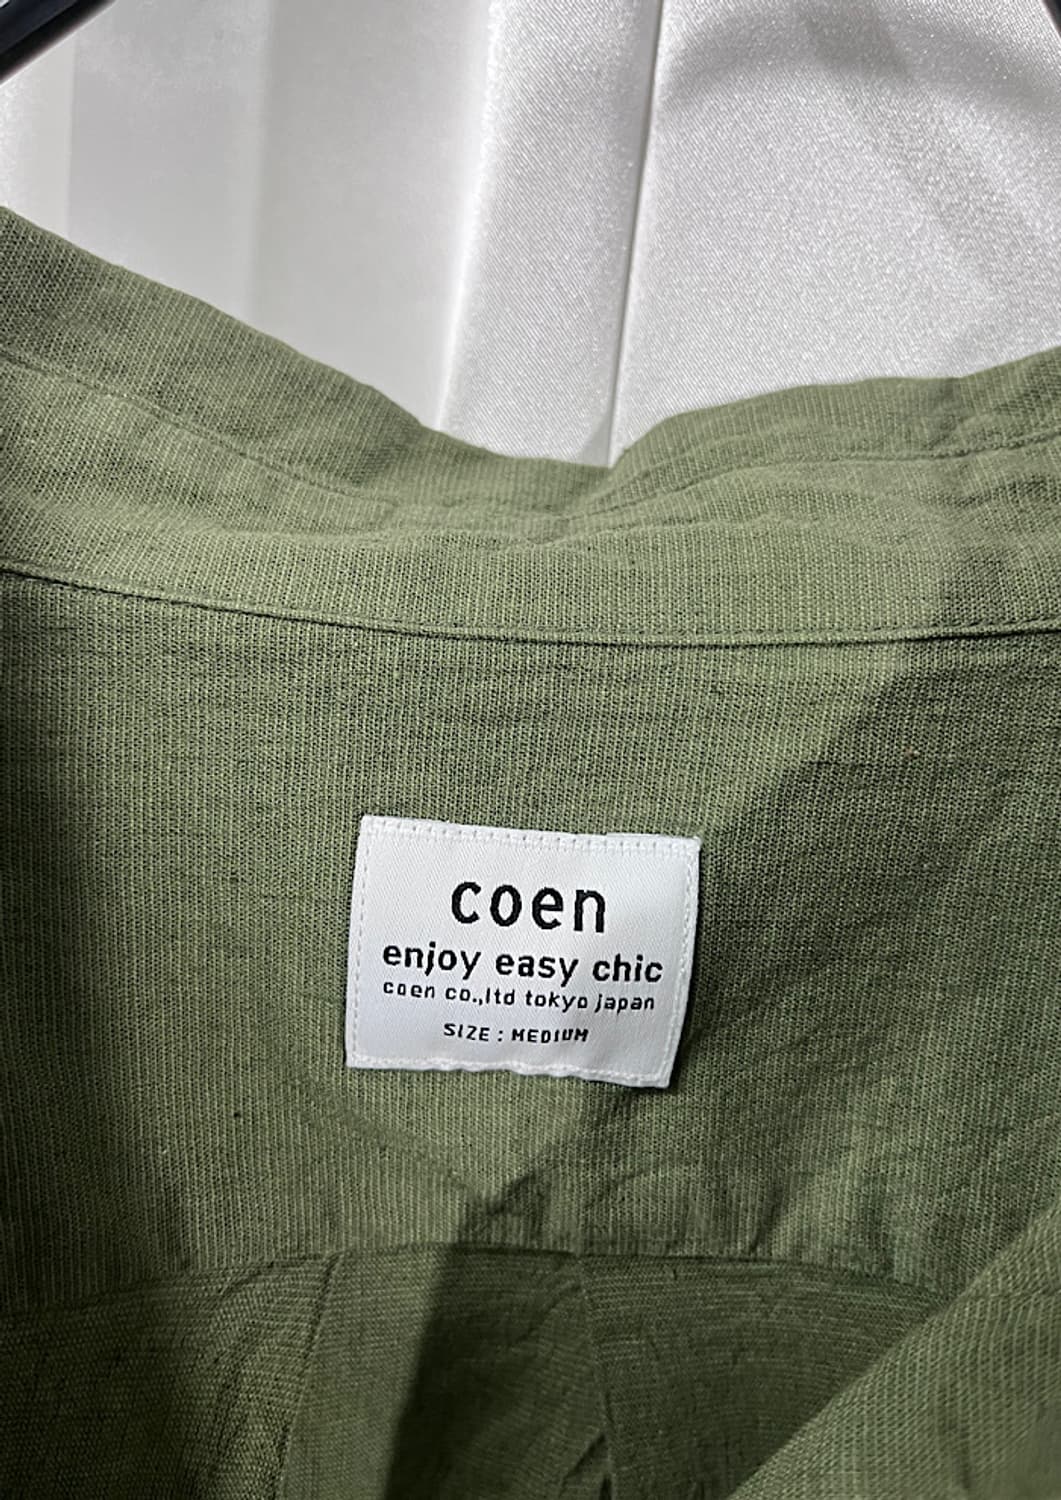 coen
enjoy easy chic
coen co.,ltd tokyo japan
SIZE : MEDIUM